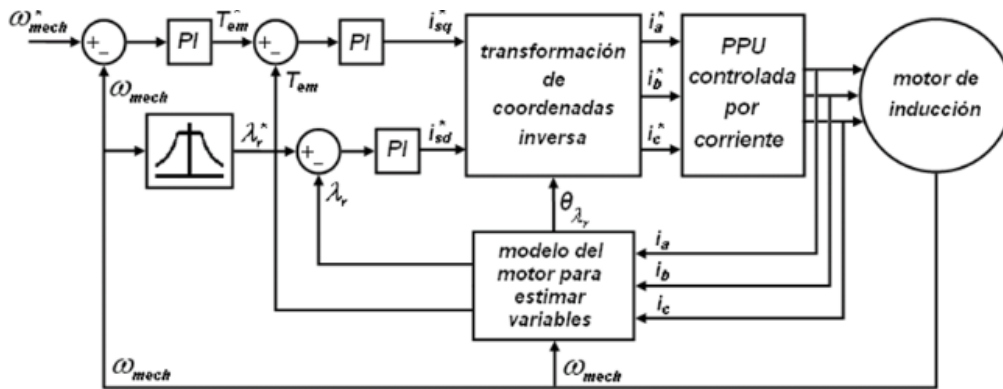 ω*mech
+
−
PI
T*em
+
−
PI
i*sq
transformación
de
coordenadas
inversa
i*a
i*b
i*c
PPU
controlada
por
corriente
motor de
inducción
ωmech
Tem
λ*r
+
−
PI
i*sd
λr
θλr
modelo del
motor para
estimar
variables
ia
ib
ic
ωmech
ωmech